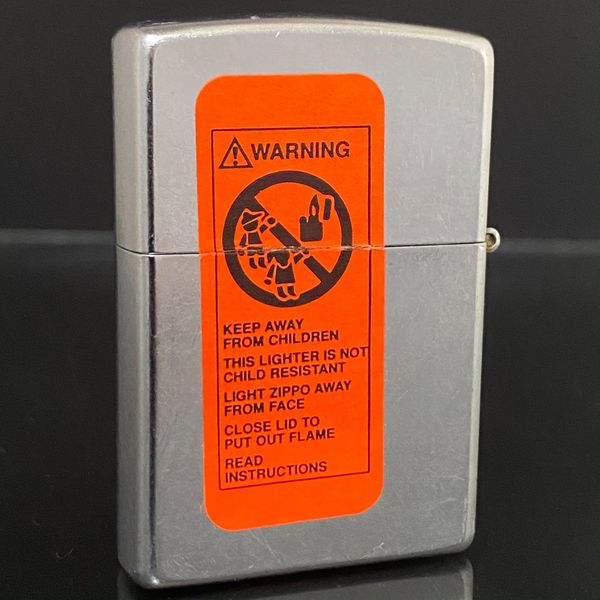 WARNING
KEEP AWAY
FROM CHILDREN
THIS LIGHTER IS NOT
CHILD RESISTANT
LIGHT ZIPPO AWAY
FROM FACE
CLOSE LID TO
PUT OUT FLAME
READ
INSTRUCTIONS